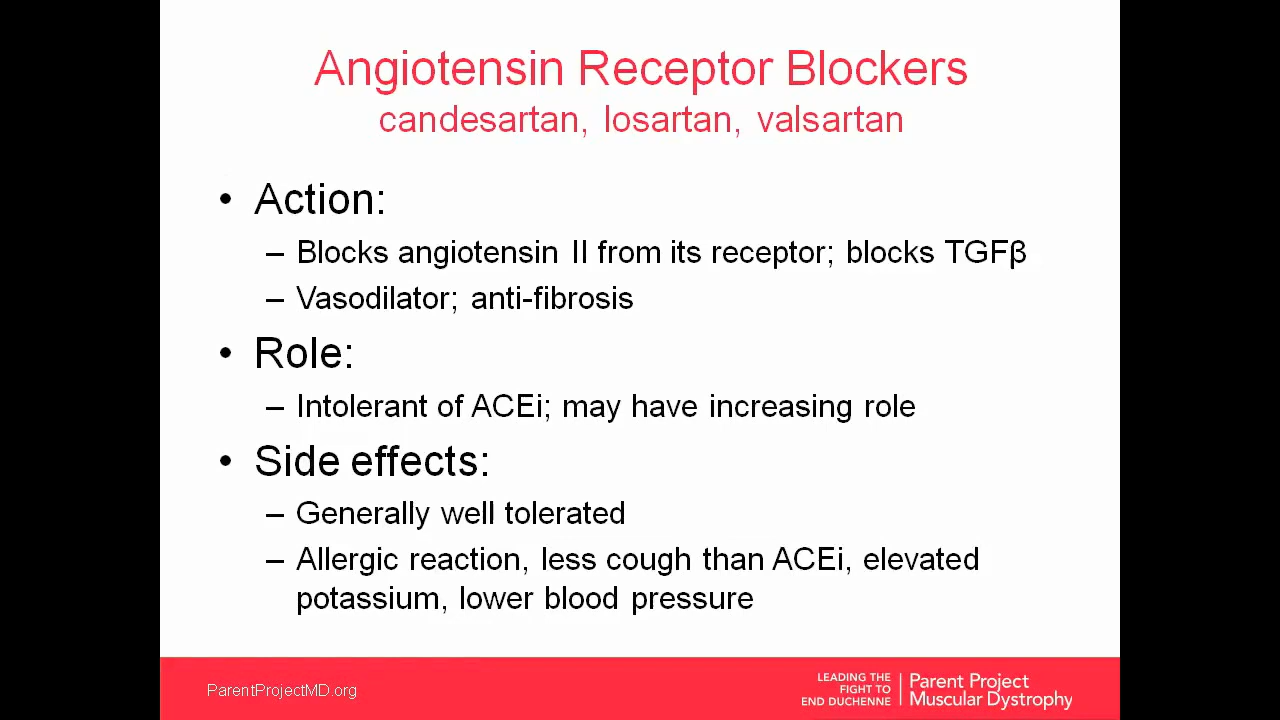 Angiotensin Receptor Blockers
candesartan, losartan, valsartan
• Action:
– Blocks angiotensin II from its receptor; blocks TGFβ
– Vasodilator; anti-fibrosis
• Role:
– Intolerant of ACEi; may have increasing role
• Side effects:
– Generally well tolerated
– Allergic reaction, less cough than ACEi, elevated
potassium, lower blood pressure
ParentProjectMD.org
LEADING THE
FIGHT TO
END DUCHENNE
Parent Project
Muscular Dystrophy